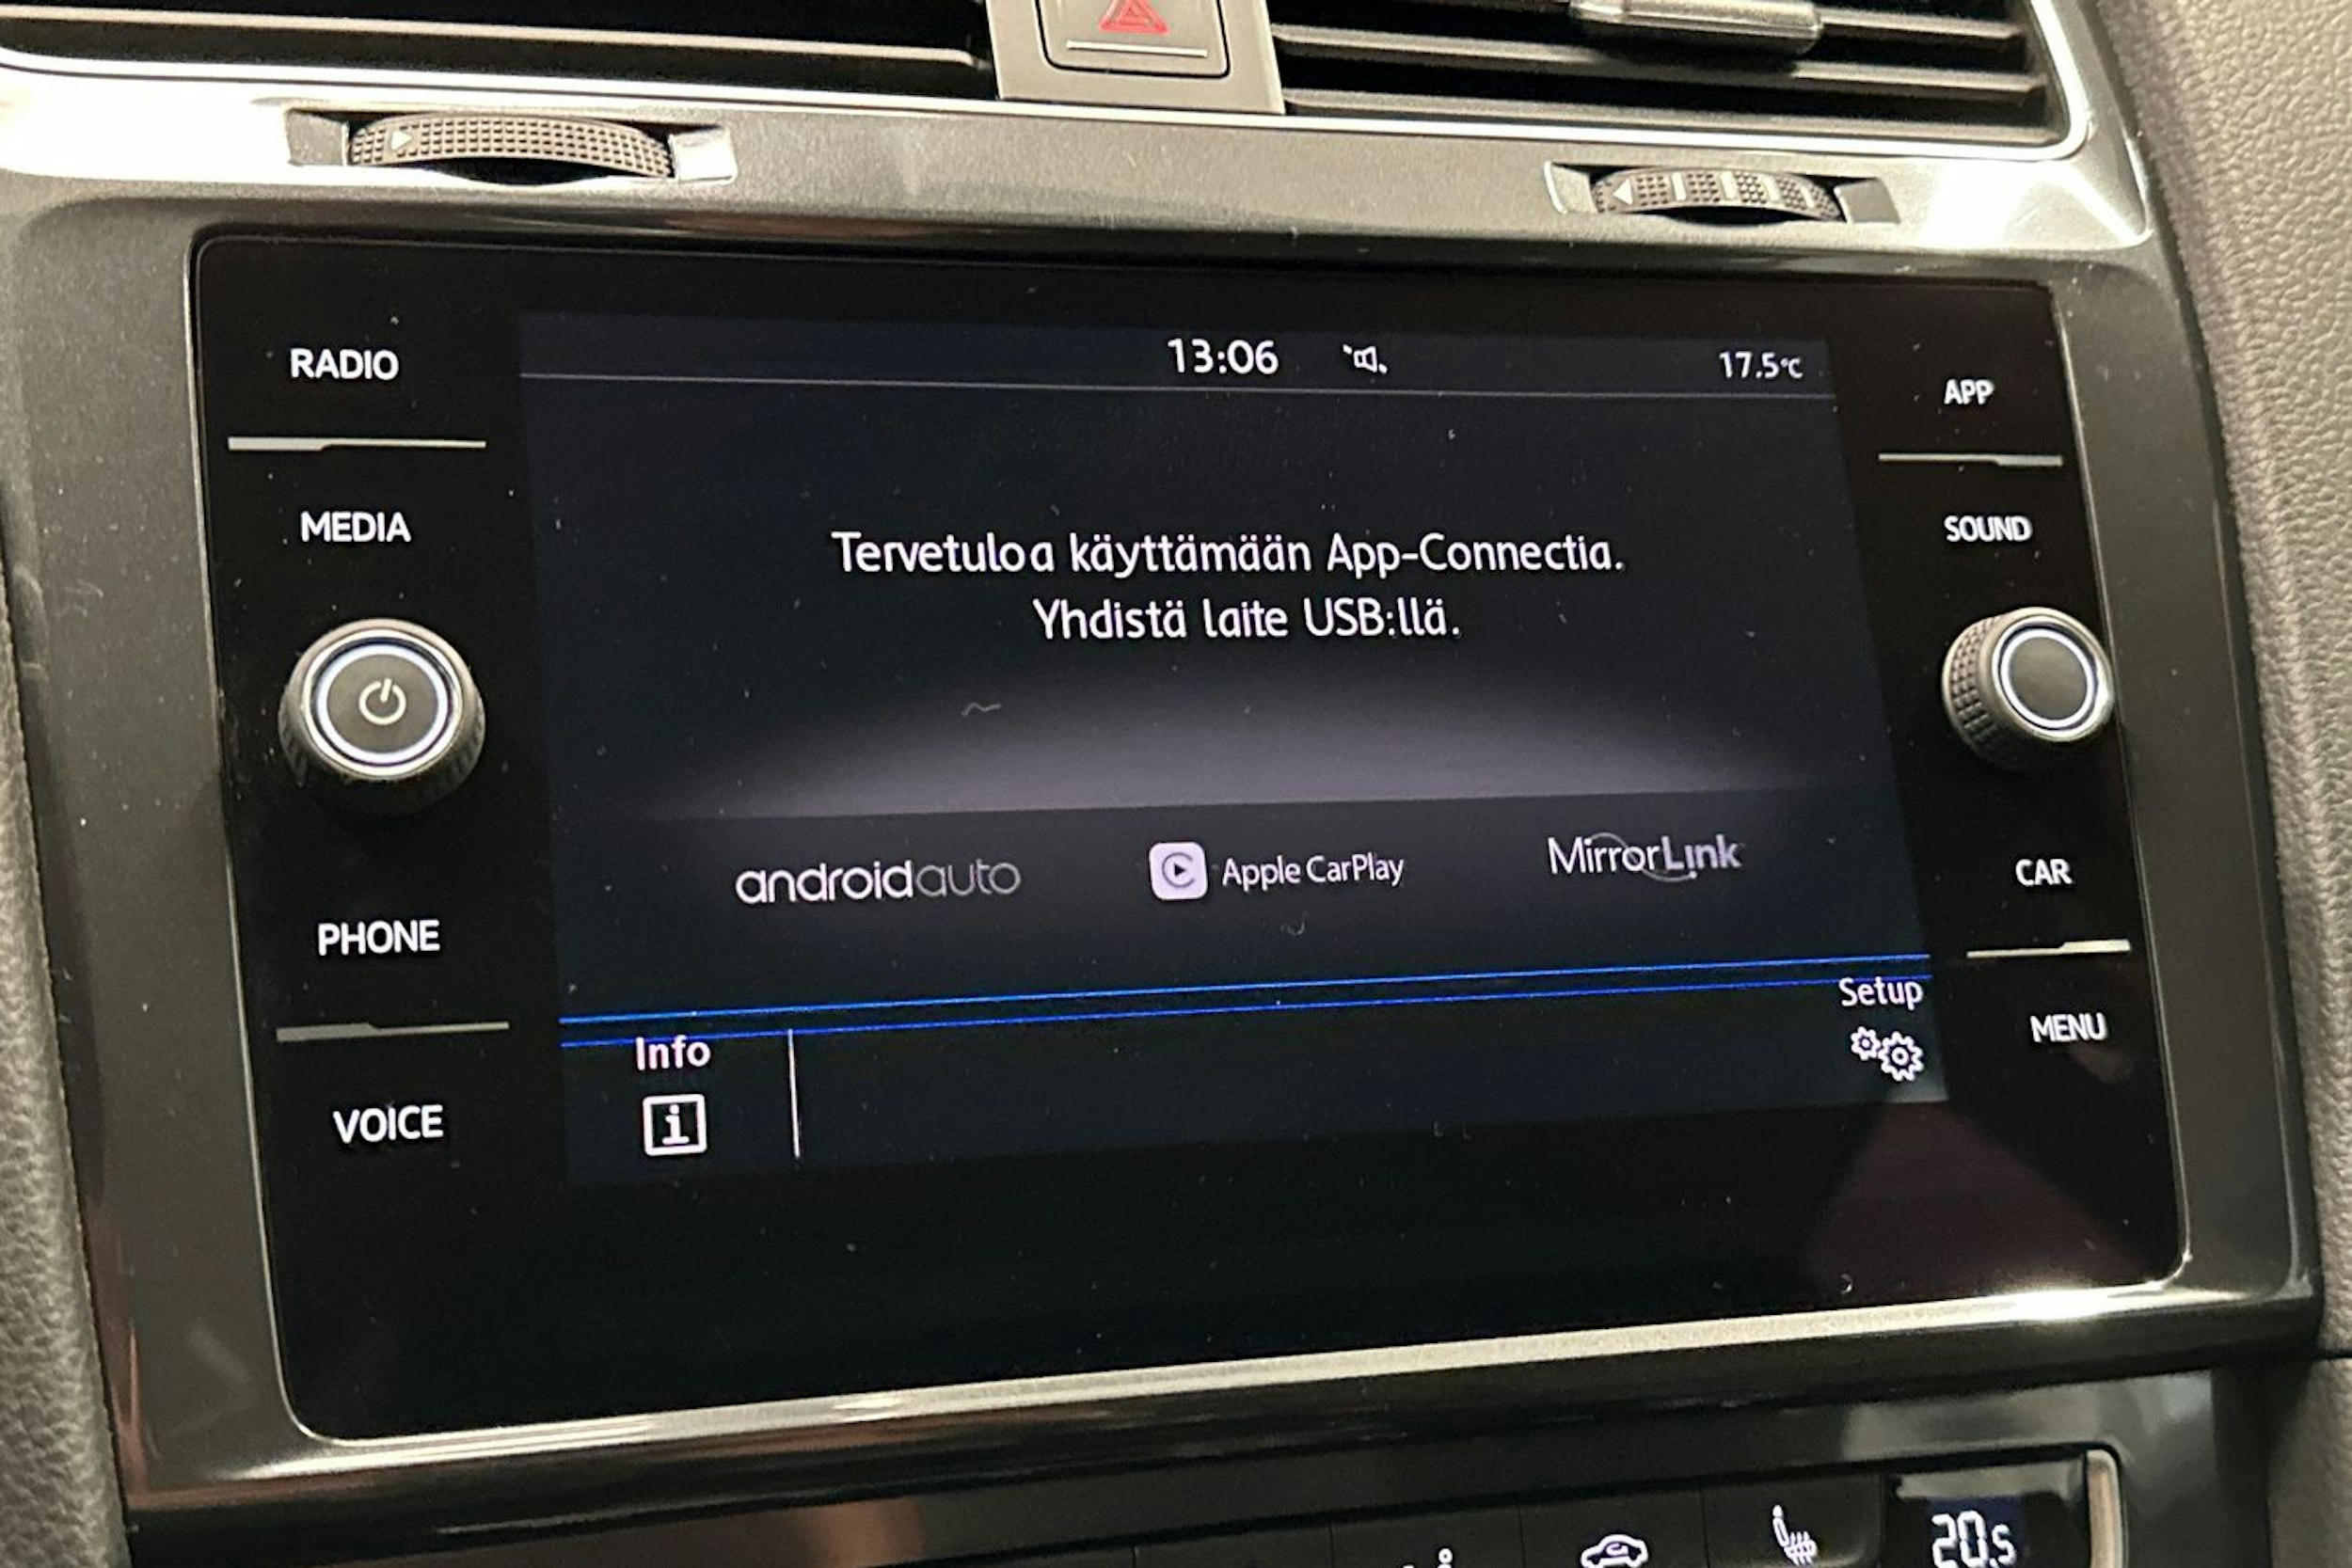 RADIO
MEDIA
PHONE
VOICE
13:06
17.5°C
Tervetuloa käyttämään App-Connectia.
Yhdistä laite USB:llä.
androidauto
Apple CarPlay
MirrorLink
Info
Setup
APP
SOUND
CAR
MENU
20.5